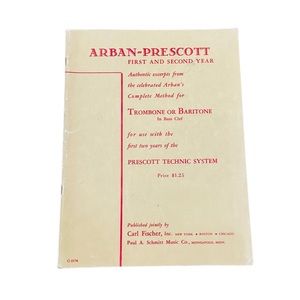 ARBAN-PRESCOTT
FIRST AND SECOND YEAR
Authentic excerpts from
the celebrated Arban's
Complete Method for
TROMBONE OR BARITONE
In Bass Clef
for use with the
first two years of the
PRESCOTT TECHNIC SYSTEM
Price $1.25
Published jointly by
Carl Fischer, Inc. NEW YORK • BOSTON • CHICAGO
Paul A. Schmitt Music Co., MINNEAPOLIS, MINN.